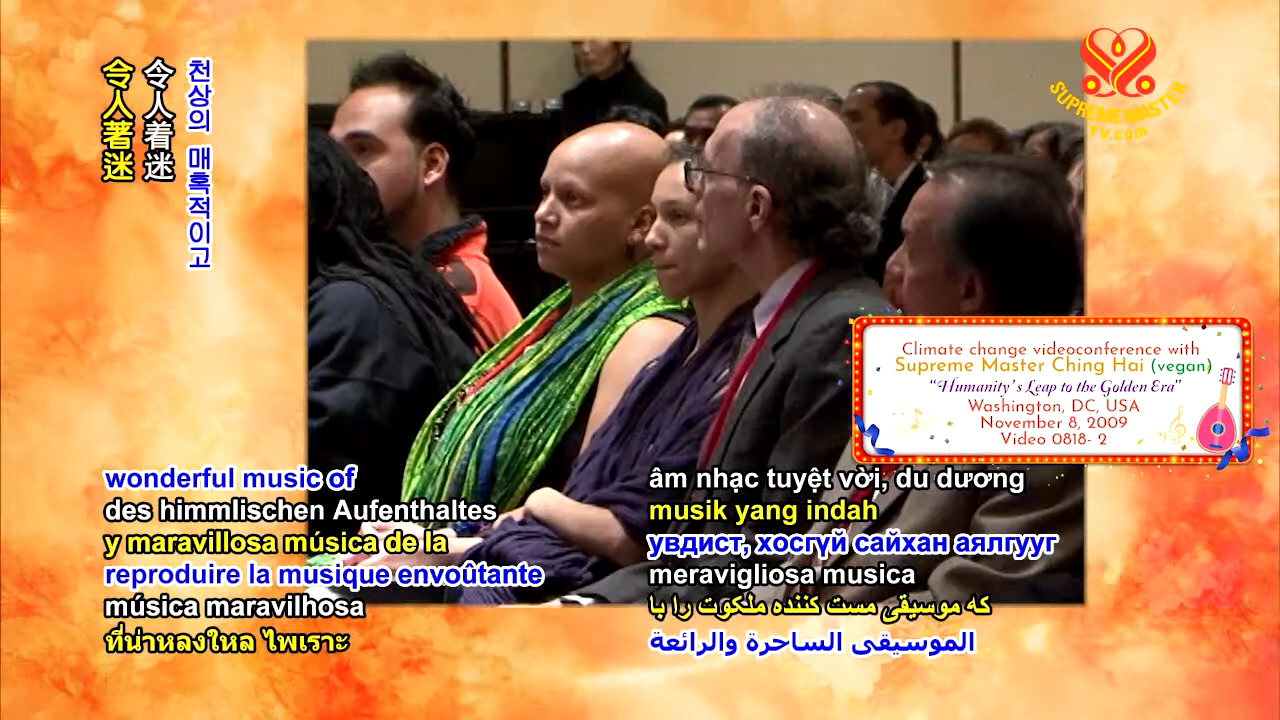 令人著迷
令人着迷
천상의 매혹적이고
SUPREME MASTER
TV.com
Climate change videoconference with
Supreme Master Ching Hai (vegan)
“Humanity’s Leap to the Golden Era”
Washington, DC, USA
November 8, 2009
Video 0818- 2
wonderful music of
des himmlischen Aufenthaltes
y maravillosa música de la
reproduire la musique envoûtante
música maravilhosa
ที่น่าหลงใหล ไพเราะ
âm nhạc tuyệt vời, du dương
musik yang indah
увдист, хосгүй сайхан аялгууг
meravigliosa musica
که موسیقی مست کننده ملکوت را با
الموسيقى الساحرة والرائعة